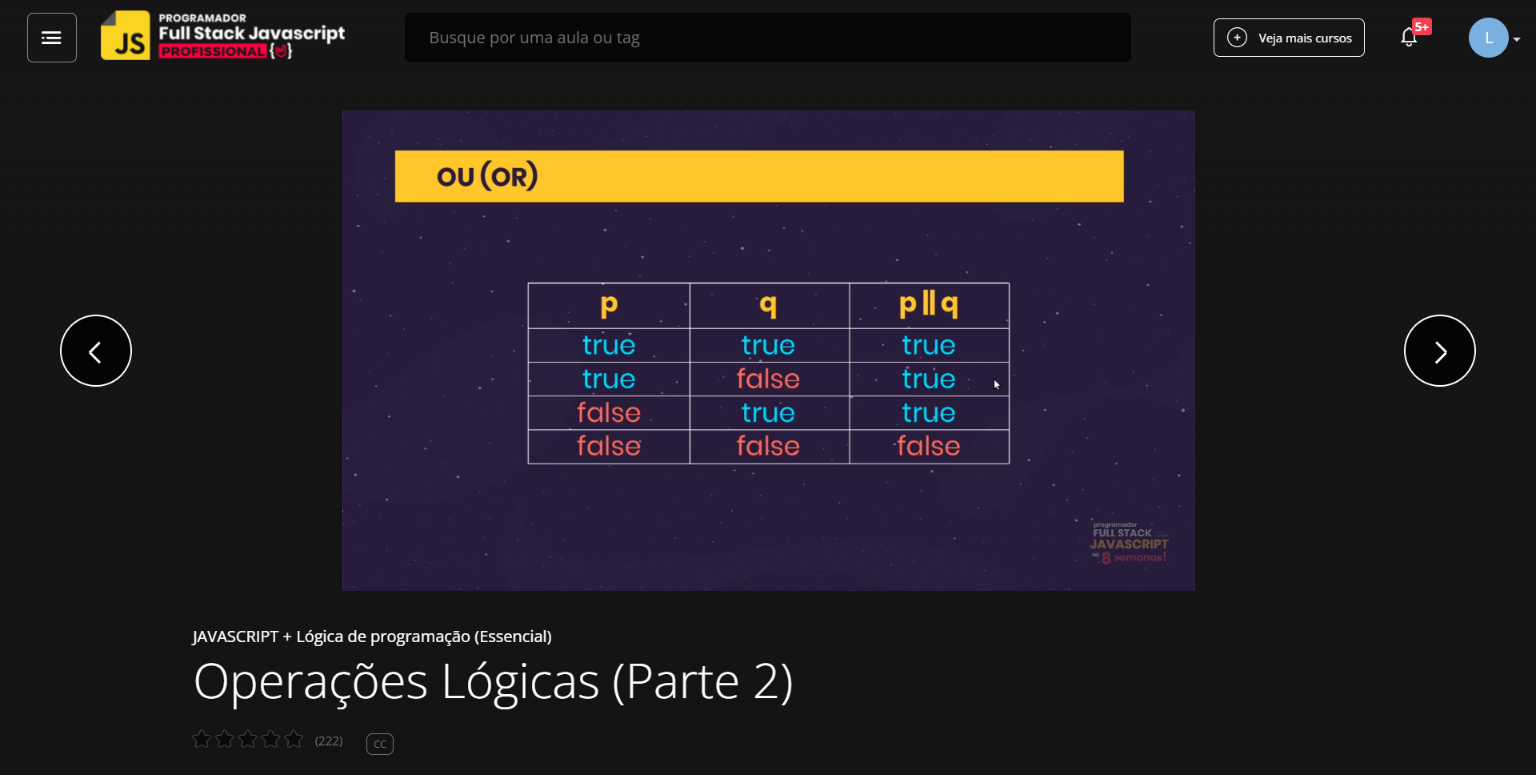 JS
PROGRAMADOR
Full Stack Javascript
PROFISSIONAL
Busque por uma aula ou tag
Veja mais cursos
5+
L
OU (OR)
p q p || q
true true true
true false true
false true true
false false false
programador
FULL STACK
JAVASCRIPT
8 semanas!
JAVASCRIPT + Lógica de programação (Essencial)
Operações Lógicas (Parte 2)
(222) CC